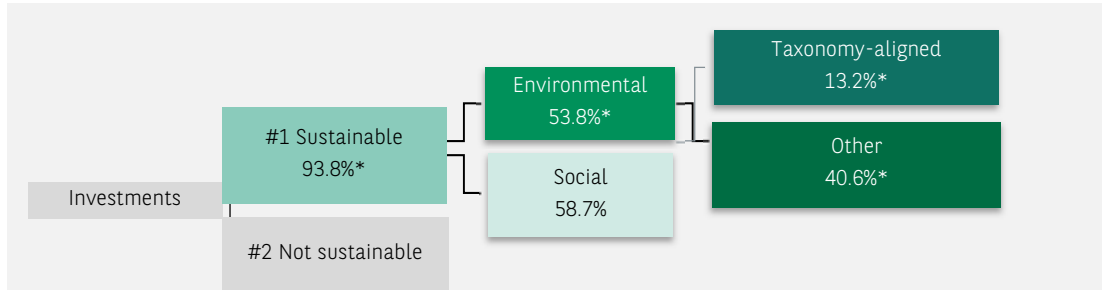 Investments
#1 Sustainable
93.8%*
#2 Not sustainable
Environmental
53.8%*
Social
58.7%
Taxonomy-aligned
13.2%*
Other
40.6%*